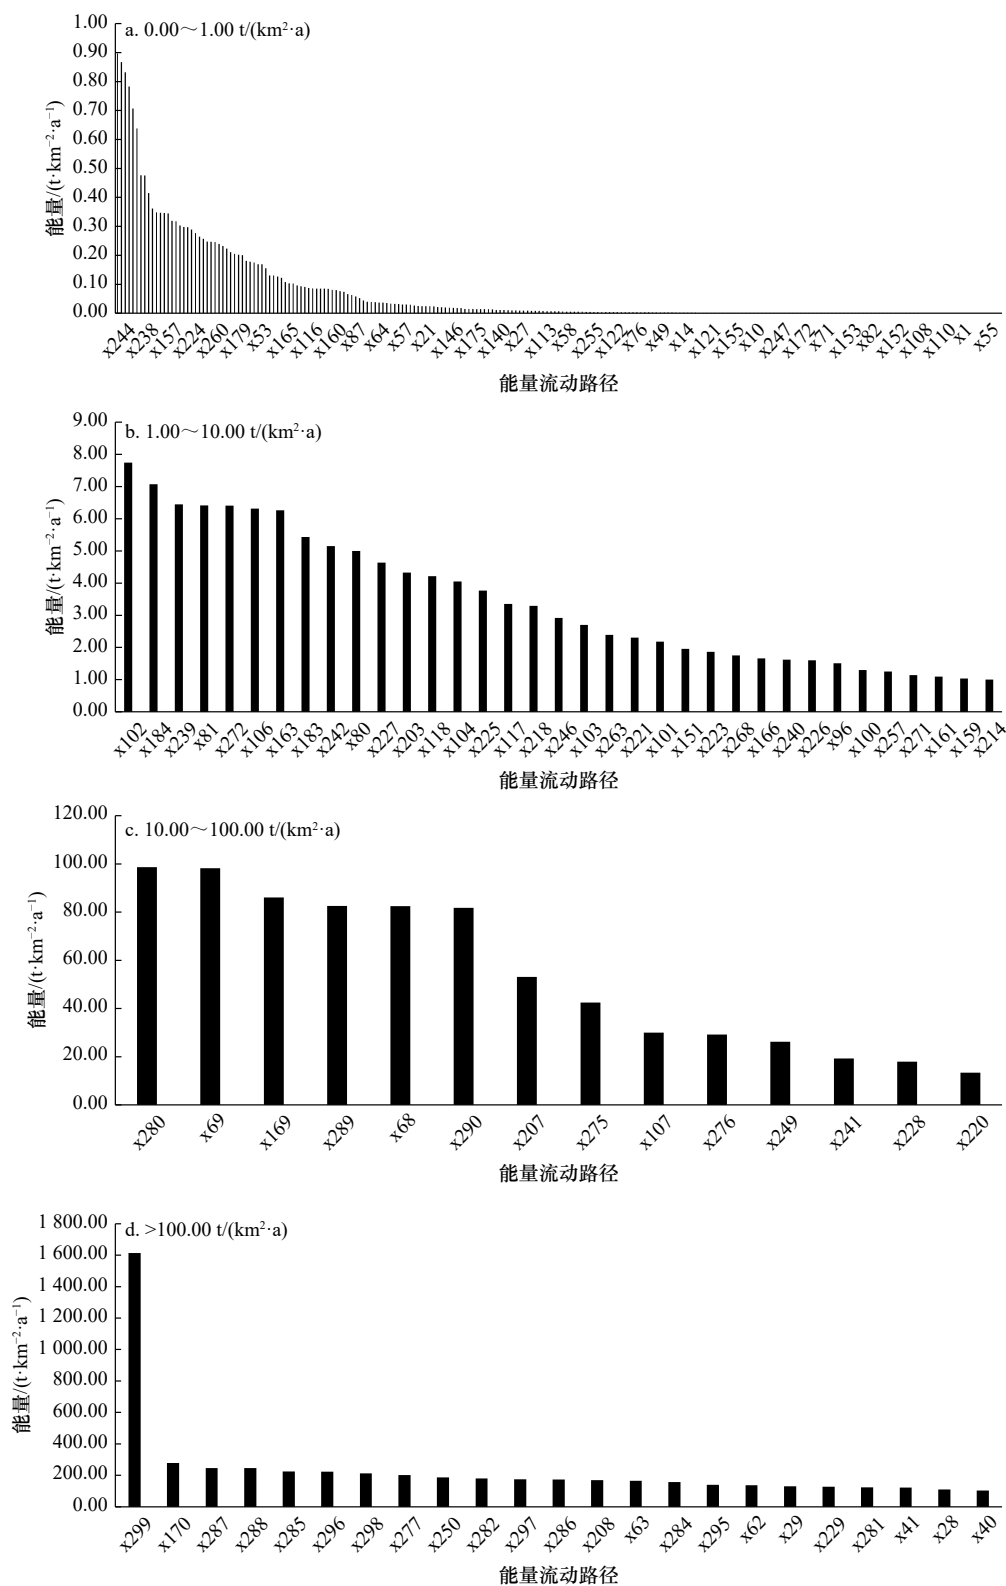 1.00
0.90
0.80
0.70
0.60
0.50
0.40
0.30
0.20
0.10
0.00
能量/(t·km⁻²·a⁻¹)
a. 0.00～1.00 t/(km²·a)
x244 x238 x157 x224 x260 x179 x53 x165 x116 x160 x87 x64 x57 x21 x146 x175 x140 x27 x113 x58 x255 x122 x76 x49 x14 x121 x155 x10 x247 x172 x71 x153 x82 x152 x108 x110 x1 x55
能量流动路径
9.00
8.00
7.00
6.00
5.00
4.00
3.00
2.00
1.00
0.00
能量/(t·km⁻²·a⁻¹)
b. 1.00～10.00 t/(km²·a)
x102 x184 x239 x81 x272 x106 x163 x183 x242 x80 x227 x203 x118 x104 x225 x117 x218 x246 x103 x263 x221 x101 x151 x223 x268 x166 x240 x226 x96 x100 x257 x271 x161 x159 x214
能量流动路径
120.00
100.00
80.00
60.00
40.00
20.00
0.00
能量/(t·km⁻²·a⁻¹)
c. 10.00～100.00 t/(km²·a)
x280 x69 x169 x289 x68 x290 x207 x275 x107 x276 x249 x241 x228 x220
能量流动路径
1 800.00
1 600.00
1 400.00
1 200.00
1 000.00
800.00
600.00
400.00
200.00
0.00
能量/(t·km⁻²·a⁻¹)
d. >100.00 t/(km²·a)
x299 x170 x287 x288 x285 x296 x298 x277 x250 x282 x297 x286 x208 x63 x284 x295 x62 x29 x229 x281 x41 x28 x40
能量流动路径